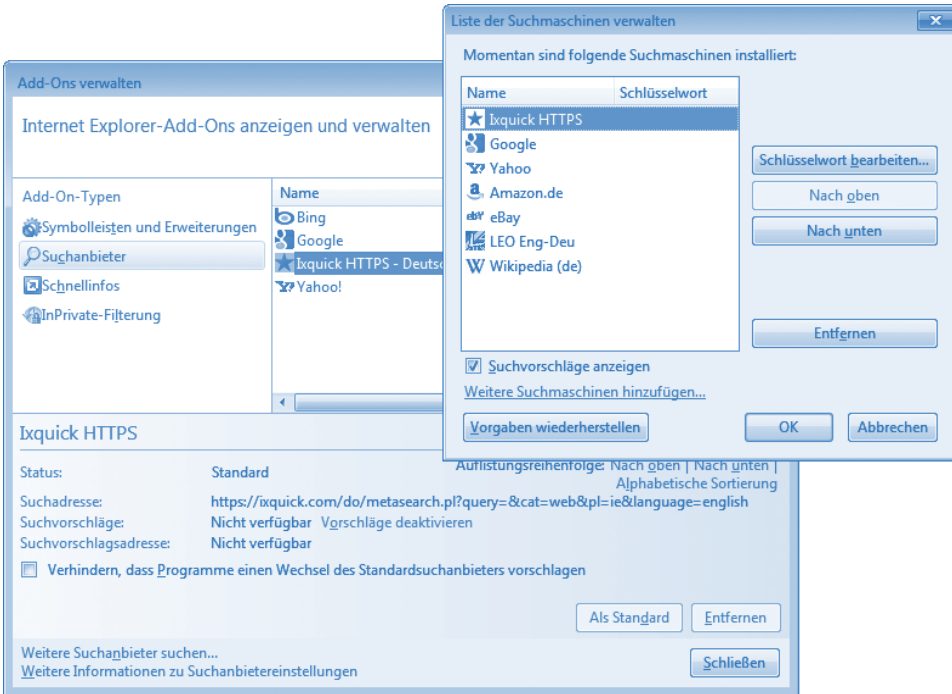 Liste der Suchmaschinen verwalten
Momentan sind folgende Suchmaschinen installiert:
Name Schlüsselwort
Ixquick HTTPS
Google
Yahoo
Amazon.de
eBay
LEO Eng-Deu
Wikipedia (de)
Schlüsselwort bearbeiten...
Nach oben
Nach unten
Entfernen
Suchvorschläge anzeigen
Weitere Suchmaschinen hinzufügen...
Vorgaben wiederherstellen
OK
Abbrechen
Add-Ons verwalten
Internet Explorer-Add-Ons anzeigen und verwalten
Add-On-Typen
Symbolleisten und Erweiterungen
Suchanbieter
Schnellinfos
InPrivate-Filterung
Name
Bing
Google
Ixquick HTTPS - Deutsc
Yahoo!
Ixquick HTTPS
Status: Standard
Auflistungsreihenfolge: Nach oben | Nach unten |
Alphabetische Sortierung
Suchadresse: https://ixquick.com/do/metasearch.pl?query=&cat=web&pl=ie&language=english
Suchvorschläge: Nicht verfügbar Vorschläge deaktivieren
Suchvorschlagsadresse: Nicht verfügbar
Verhindern, dass Programme einen Wechsel des Standardsuchanbieters vorschlagen
Als Standard
Entfernen
Weitere Suchanbieter suchen...
Weitere Informationen zu Suchanbietereinstellungen
Schließen